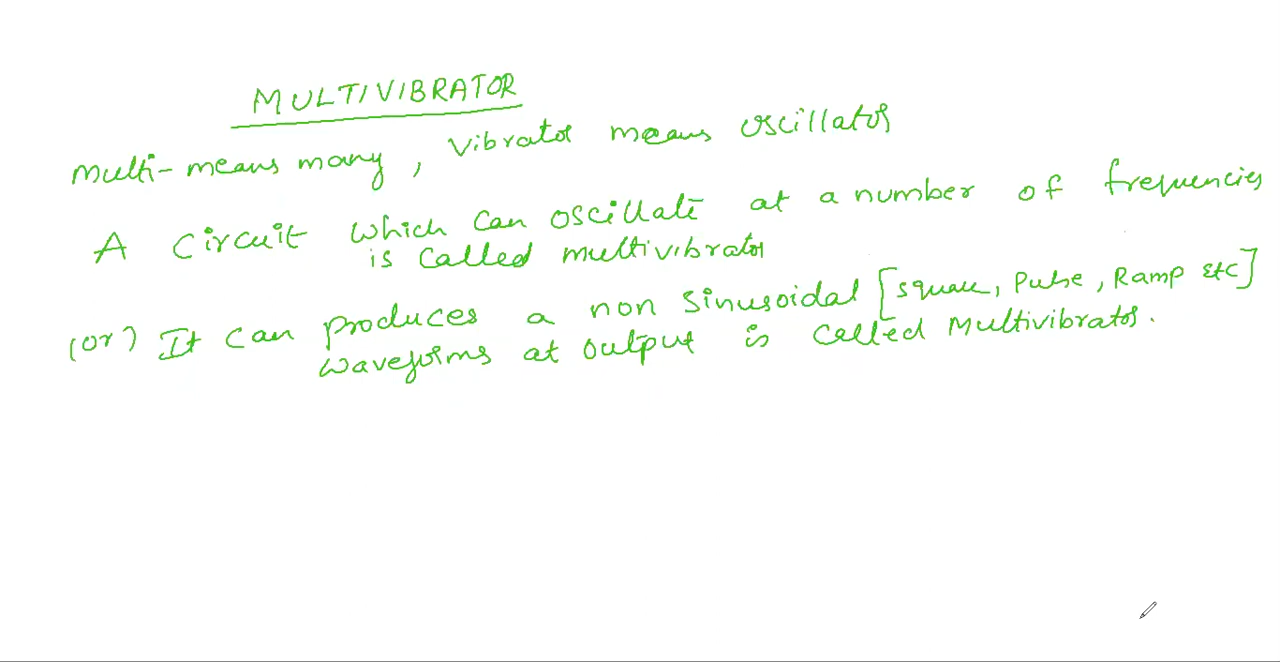 MULTIVIBRATOR
Multi- means many, Vibrator means Oscillator
A Circuit Which Can Oscillate at a number of frequencies
is Called multivibrator
(or) It Can Produces a non Sinusoidal [Square, Pulse, Ramp etc]
Waveforms at Output is Called Multivibrator.